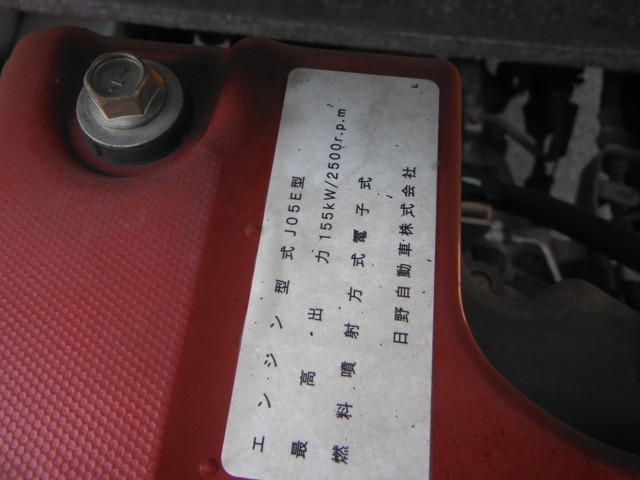 エンジン型式 J05E型
最高出力 155kW/2500r.p.m
燃料噴射方式 電子式
日野自動車株式会社